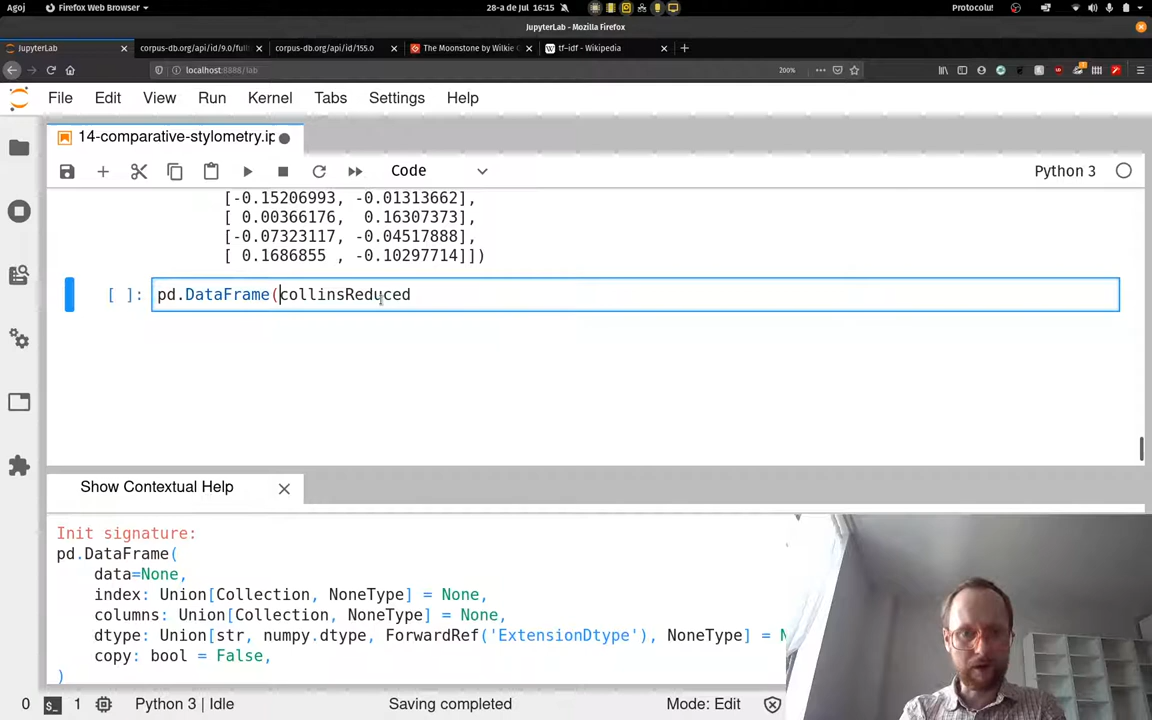 Agoj
Firefox Web Browser
28-a de Jul 16:15
Protocolu
JupyterLab - Mozilla Firefox
JupyterLab
corpus-db.org/api/id/9.0/full
corpus-db.org/api/id/155.0
The Moonstone by Wilkie
tf-idf - Wikipedia
localhost:8888/lab
200%
File Edit View Run Kernel Tabs Settings Help
14-comparative-stylometry.ip
Code
Python 3
[-0.15206993, -0.01313662],
[ 0.00366176, 0.16307373],
[-0.07323117, -0.04517888],
[ 0.1686855 , -0.10297714]])
[ ]: pd.DataFrame(collinsReduced
Show Contextual Help
Init signature:
pd.DataFrame(
data=None,
index: Union[Collection, NoneType] = None,
columns: Union[Collection, NoneType] = None,
dtype: Union[str, numpy.dtype, ForwardRef('ExtensionDtype'), NoneType] = N
copy: bool = False,
)
0
1
Python 3 | Idle
Saving completed
Mode: Edit